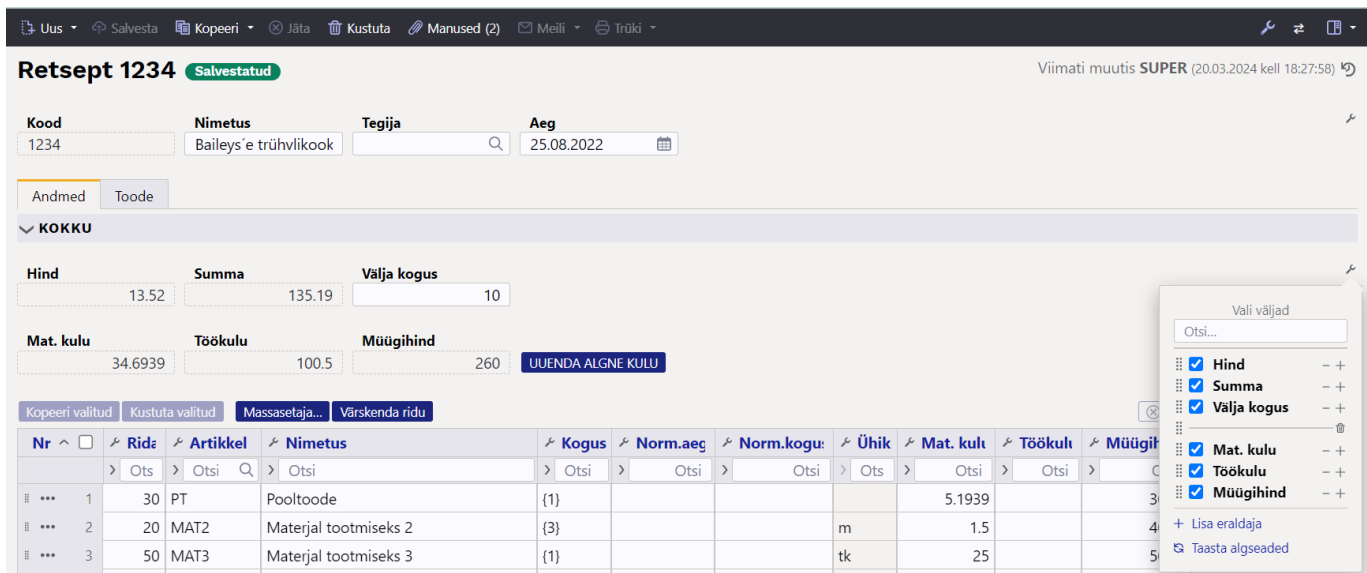 Uus Salvesta Kopeeri Jäta Kustuta Manused (2) Meili Trüki
Retsept 1234 Salvestatud Viimati muutis SUPER (20.03.2024 kell 18:27:58)
Kood Nimetus Tegija Aeg
1234 Baileys´e trühvlikook 25.08.2022
Andmed Toode
KOKKU
Hind Summa Välja kogus
13.52 135.19 10
Mat. kulu Töökulu Müügihind
34.6939 100.5 260 UUENDA ALGNE KULU
Kopeeri valitud Kustuta valitud Massasetaja... Värskenda ridu
Nr Rida Artikkel Nimetus Kogus Norm.aeg Norm.kogus Ühik Mat. kulu Töökulu Müügih
Ots Otsi Otsi Otsi Otsi Otsi Ots Otsi Otsi
1 30 PT Pooltoode {1} 5.1939
2 20 MAT2 Materjal tootmiseks 2 {3} m 1.5
3 50 MAT3 Materjal tootmiseks 3 {1} tk 25
Vali väljad
Otsi...
Hind
Summa
Välja kogus
Mat. kulu
Töökulu
Müügihind
+ Lisa eraldaja
Taasta algseaded